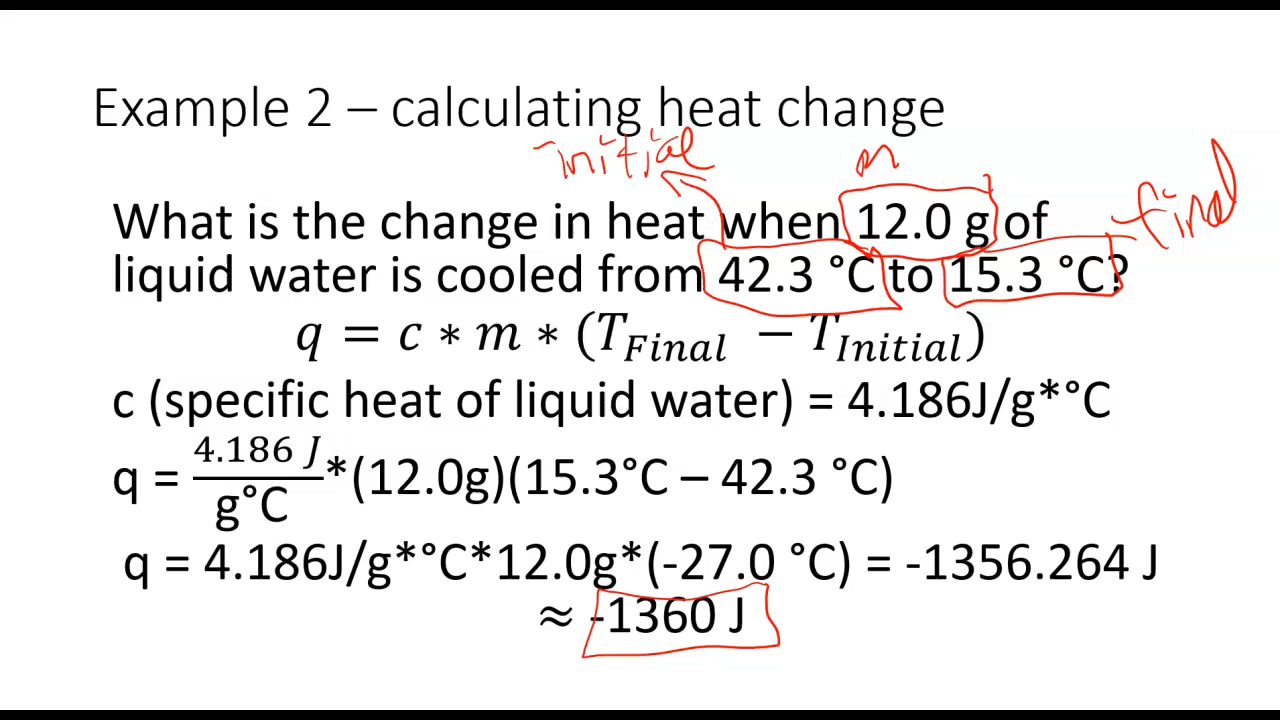 Example 2 – calculating heat change
initial m
What is the change in heat when 12.0 g of final
liquid water is cooled from 42.3 °C to 15.3 °C?
q = c ∗ m ∗ (T_Final − T_Initial)
c (specific heat of liquid water) = 4.186J/g*°C
q = 4.186 J/g°C *(12.0g)(15.3°C – 42.3 °C)
q = 4.186J/g*°C*12.0g*(-27.0 °C) = -1356.264 J
≈ -1360 J